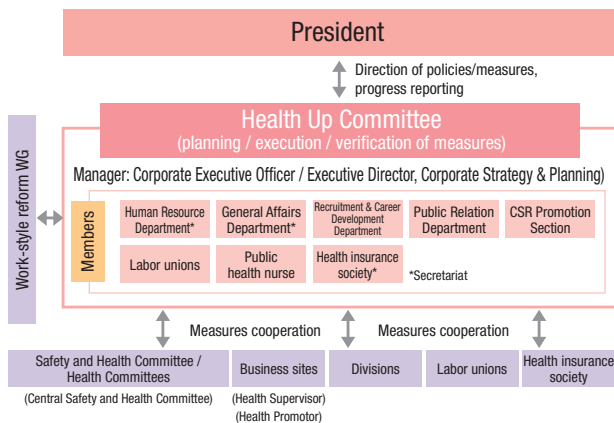 President
Direction of policies/measures,
progress reporting
Health Up Committee
(planning / execution / verification of measures)
Work-style reform WG
Manager: Corporate Executive Officer / Executive Director, Corporate Strategy & Planning)
Members
Human Resource
Department*
General Affairs
Department*
Recruitment & Career
Development
Department
Public Relation
Department
CSR Promotion
Section
Labor unions
Public
health nurse
Health insurance
society*
*Secretariat
Measures cooperation
Measures cooperation
Safety and Health Committee /
Health Committees
(Central Safety and Health Committee)
Business sites
(Health Supervisor)
(Health Promotor)
Divisions
Labor unions
Health insurance
society